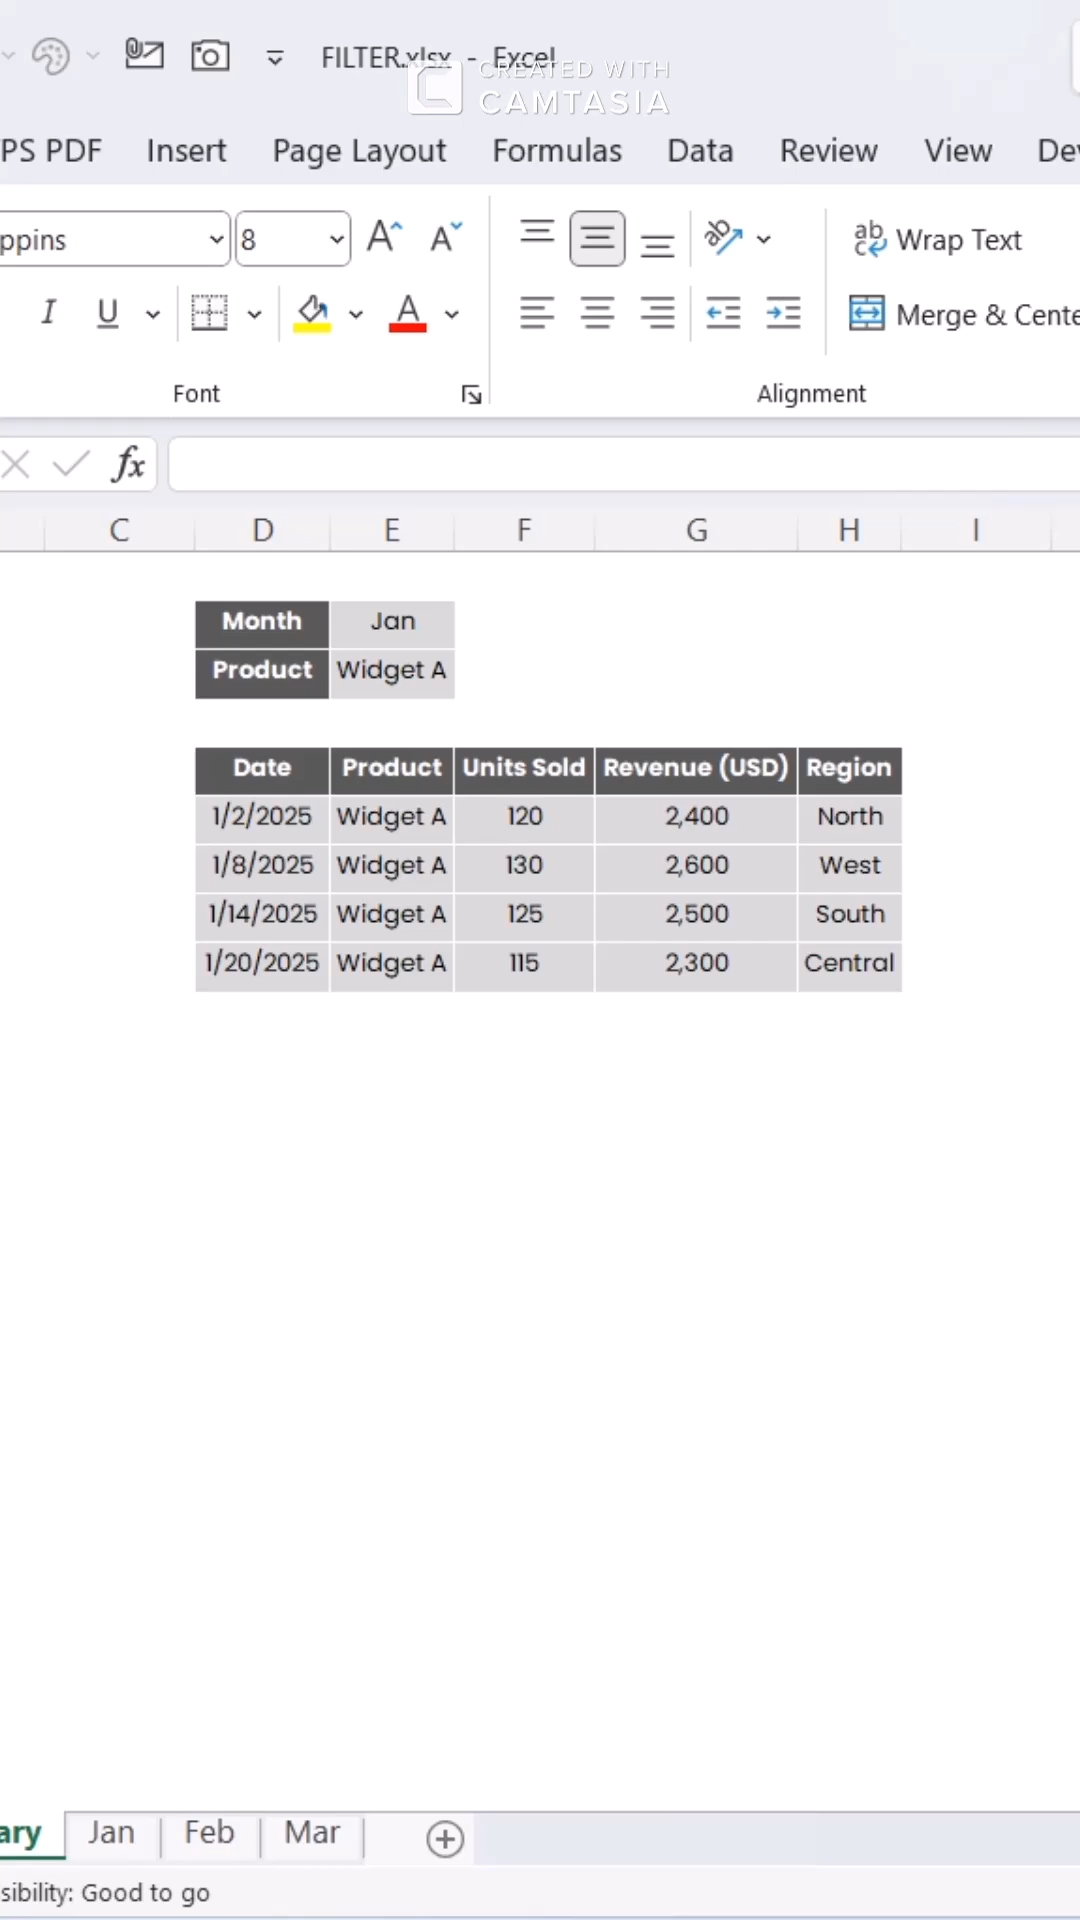 FILTER.xlsx - Excel
CREATED WITH
CAMTASIA
PS PDF Insert Page Layout Formulas Data Review View De
ppins 8 A A ab Wrap Text
I U A Merge & Cente
Font Alignment
fx
C D E F G H I
Month Jan
Product Widget A
Date Product Units Sold Revenue (USD) Region
1/2/2025 Widget A 120 2,400 North
1/8/2025 Widget A 130 2,600 West
1/14/2025 Widget A 125 2,500 South
1/20/2025 Widget A 115 2,300 Central
ary Jan Feb Mar
sibility: Good to go